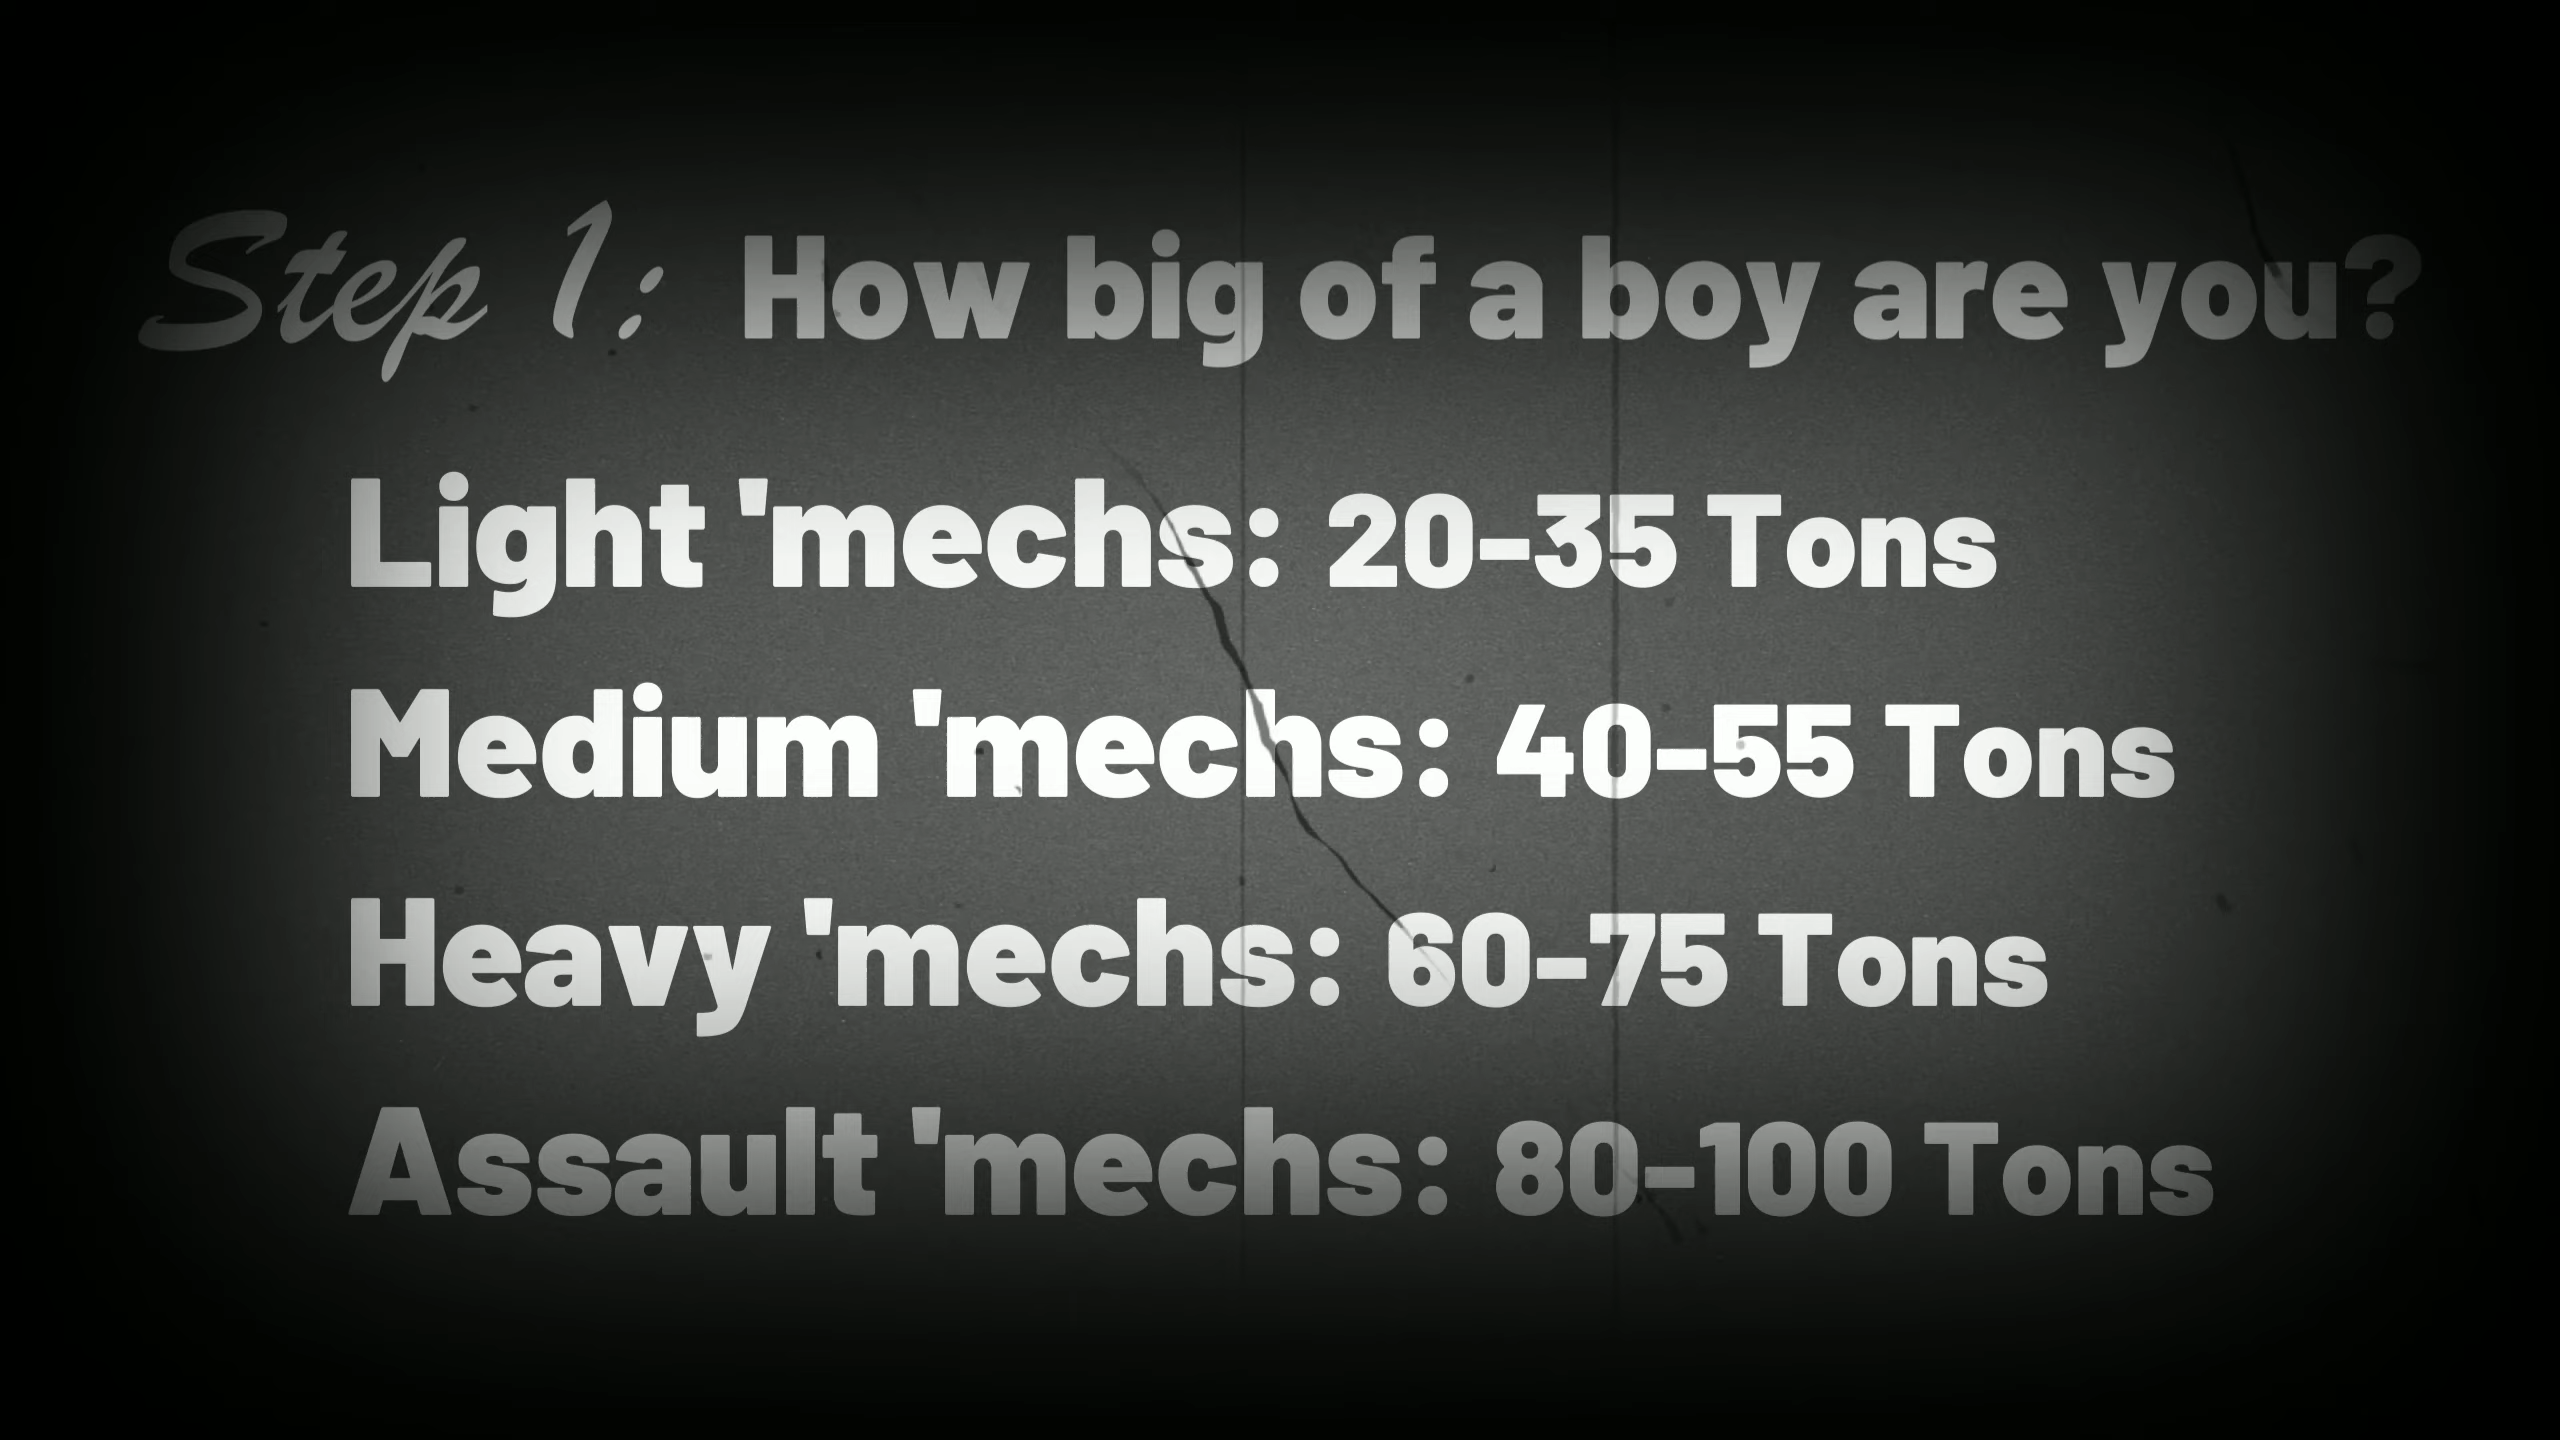 Step 1: How big of a boy are you?
Light 'mechs: 20-35 Tons
Medium 'mechs: 40-55 Tons
Heavy 'mechs: 60-75 Tons
Assault 'mechs: 80-100 Tons